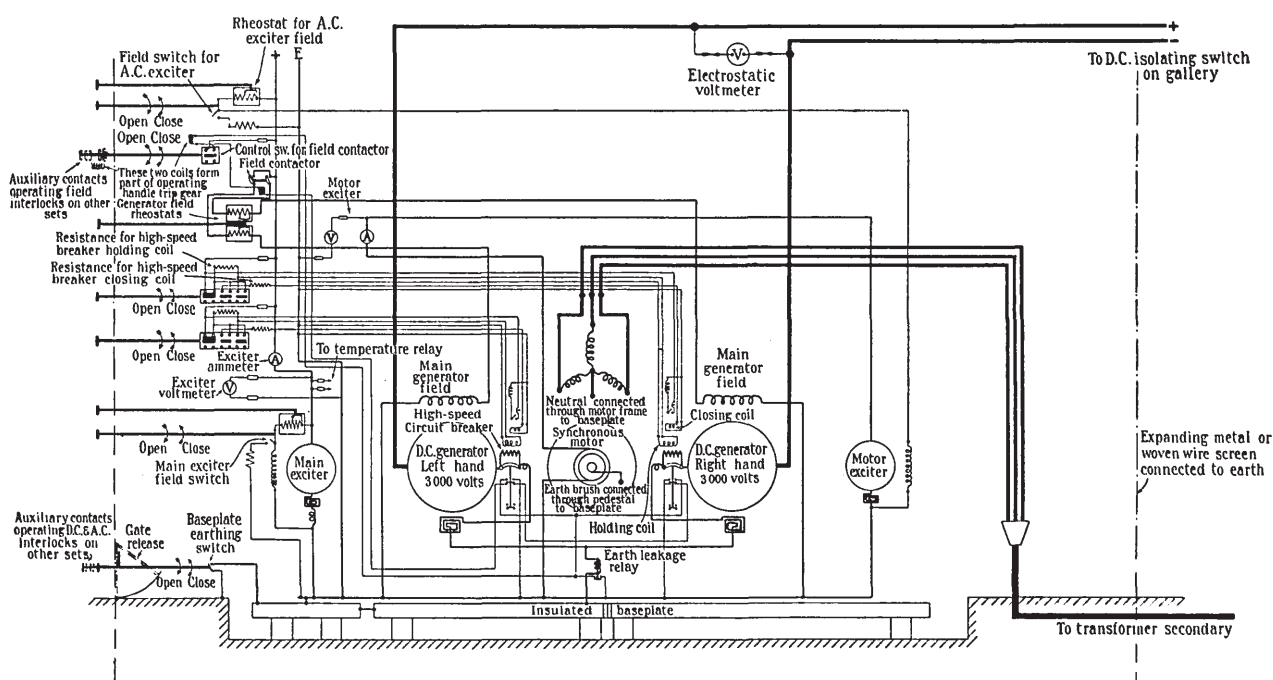 Rheostat for A.C.
exciter field
+
E
+
−
V
Electrostatic
voltmeter
To D.C. isolating switch
on gallery
Field switch for
A.C. exciter
Open Close
Open Close
Control sw. for field contactor
Field contactor
Auxiliary contacts
operating field
interlocks on other
sets
These two coils form
part of operating
handle trip gear
Generator field
rheostats
Motor
exciter
V
A
Resistance for high-speed
breaker holding coil
Resistance for high-speed
breaker closing coil
Open Close
Open Close
Exciter
ammeter
A
To temperature relay
Exciter
voltmeter
V
Main
generator
field
Main
generator
field
High-speed
Circuit breaker
Neutral connected
through motor frame
to baseplate
Synchronous
motor
Closing coil
Open Close
Main exciter
field switch
Main
exciter
D.C. generator
Left hand
3000 volts
D.C. generator
Right hand
3000 volts
Motor
exciter
Expanding metal or
woven wire screen
connected to earth
Earth brush connected
through pedestal
to baseplate
Holding coil
Auxiliary contacts
operating D.C. & A.C.
interlocks on
other sets
Gate
release
Baseplate
earthing
switch
Open Close
Earth leakage
relay
Insulated baseplate
To transformer secondary